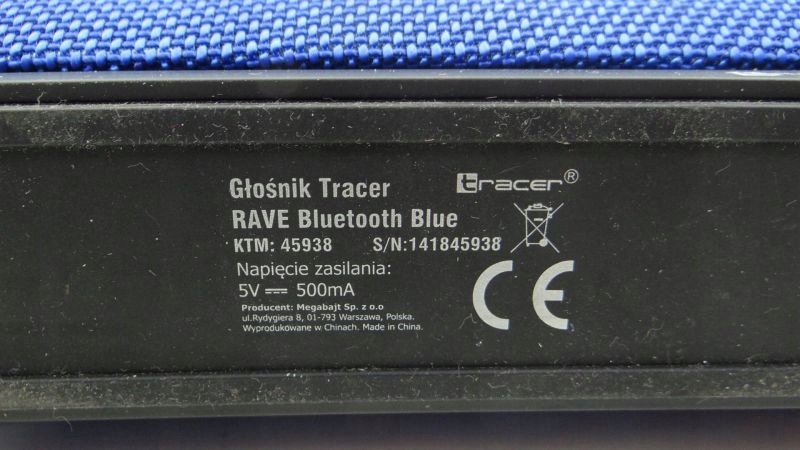 Głośnik Tracer
tracer®
RAVE Bluetooth Blue
KTM: 45938 S/N:141845938
Napięcie zasilania:
5V ⎓ 500mA
CE
Producent: Megabajt Sp. z o.o
ul.Rydygiera 8, 01-793 Warszawa, Polska.
Wyprodukowane w Chinach. Made in China.